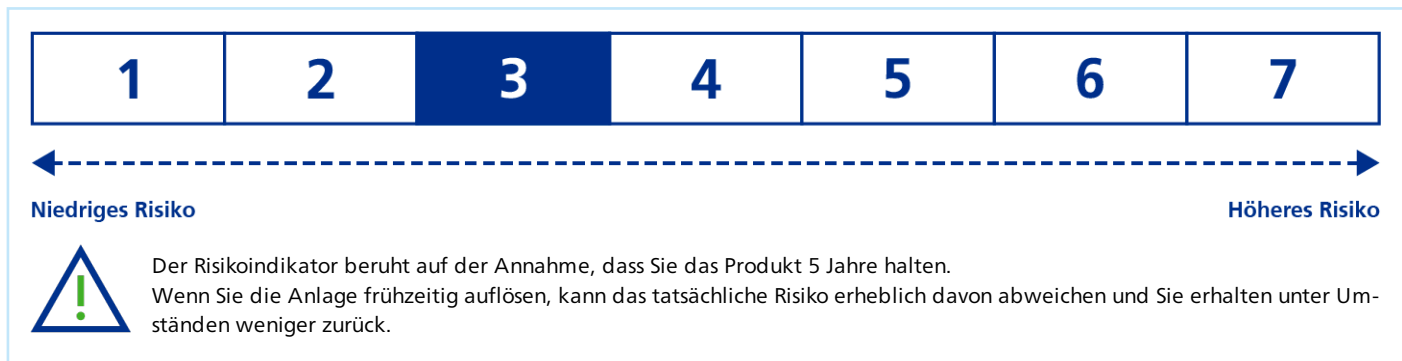 1 2 3 4 5 6 7
Niedriges Risiko Höheres Risiko
!
Der Risikoindikator beruht auf der Annahme, dass Sie das Produkt 5 Jahre halten.
Wenn Sie die Anlage frühzeitig auflösen, kann das tatsächliche Risiko erheblich davon abweichen und Sie erhalten unter Um-
ständen weniger zurück.